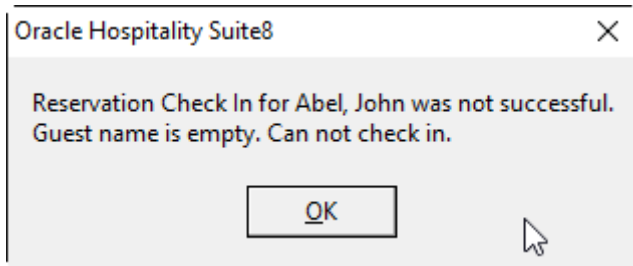 Oracle Hospitality Suite8
Reservation Check In for Abel, John was not successful.
Guest name is empty. Can not check in.
OK